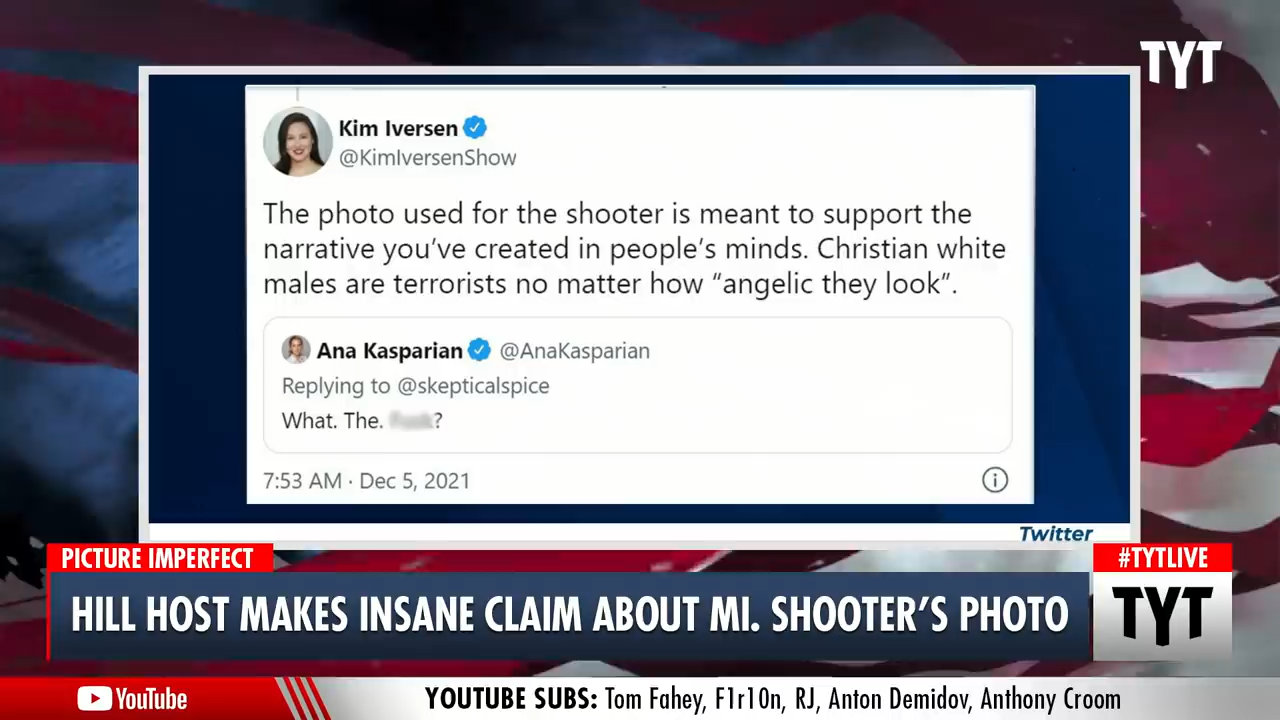 TYT
Kim Iversen
@KimIversenShow
The photo used for the shooter is meant to support the
narrative you've created in people's minds. Christian white
males are terrorists no matter how “angelic they look”.
Ana Kasparian @AnaKasparian
Replying to @skepticalspice
What. The. ?
7:53 AM · Dec 5, 2021
Twitter
PICTURE IMPERFECT
#TYTLIVE
HILL HOST MAKES INSANE CLAIM ABOUT MI. SHOOTER'S PHOTO
TYT
YouTube
YOUTUBE SUBS: Tom Fahey, F1r10n, RJ, Anton Demidov, Anthony Croom